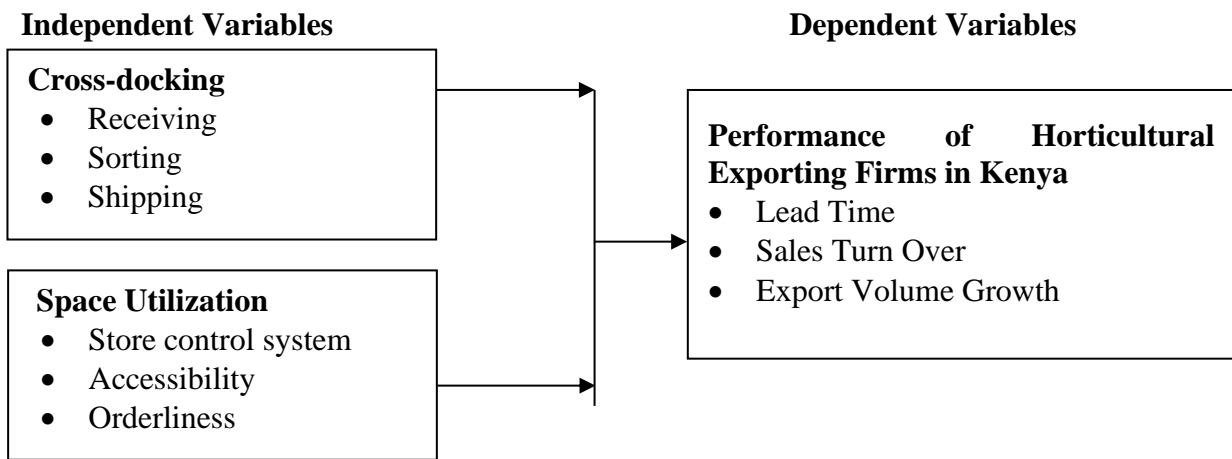 Independent Variables
Dependent Variables
Cross-docking
• Receiving
• Sorting
• Shipping
Space Utilization
• Store control system
• Accessibility
• Orderliness
Performance of Horticultural
Exporting Firms in Kenya
• Lead Time
• Sales Turn Over
• Export Volume Growth